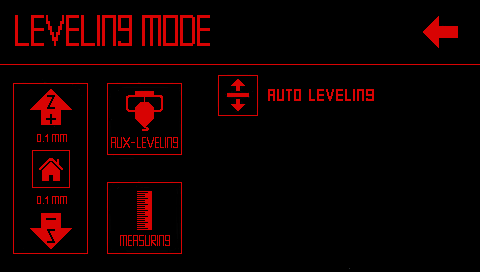 LEVELING MODE
Z
+
0.1 MM
0.1 MM
-
Z
AUX-LEVELING
MEASURING
AUTO LEVELING